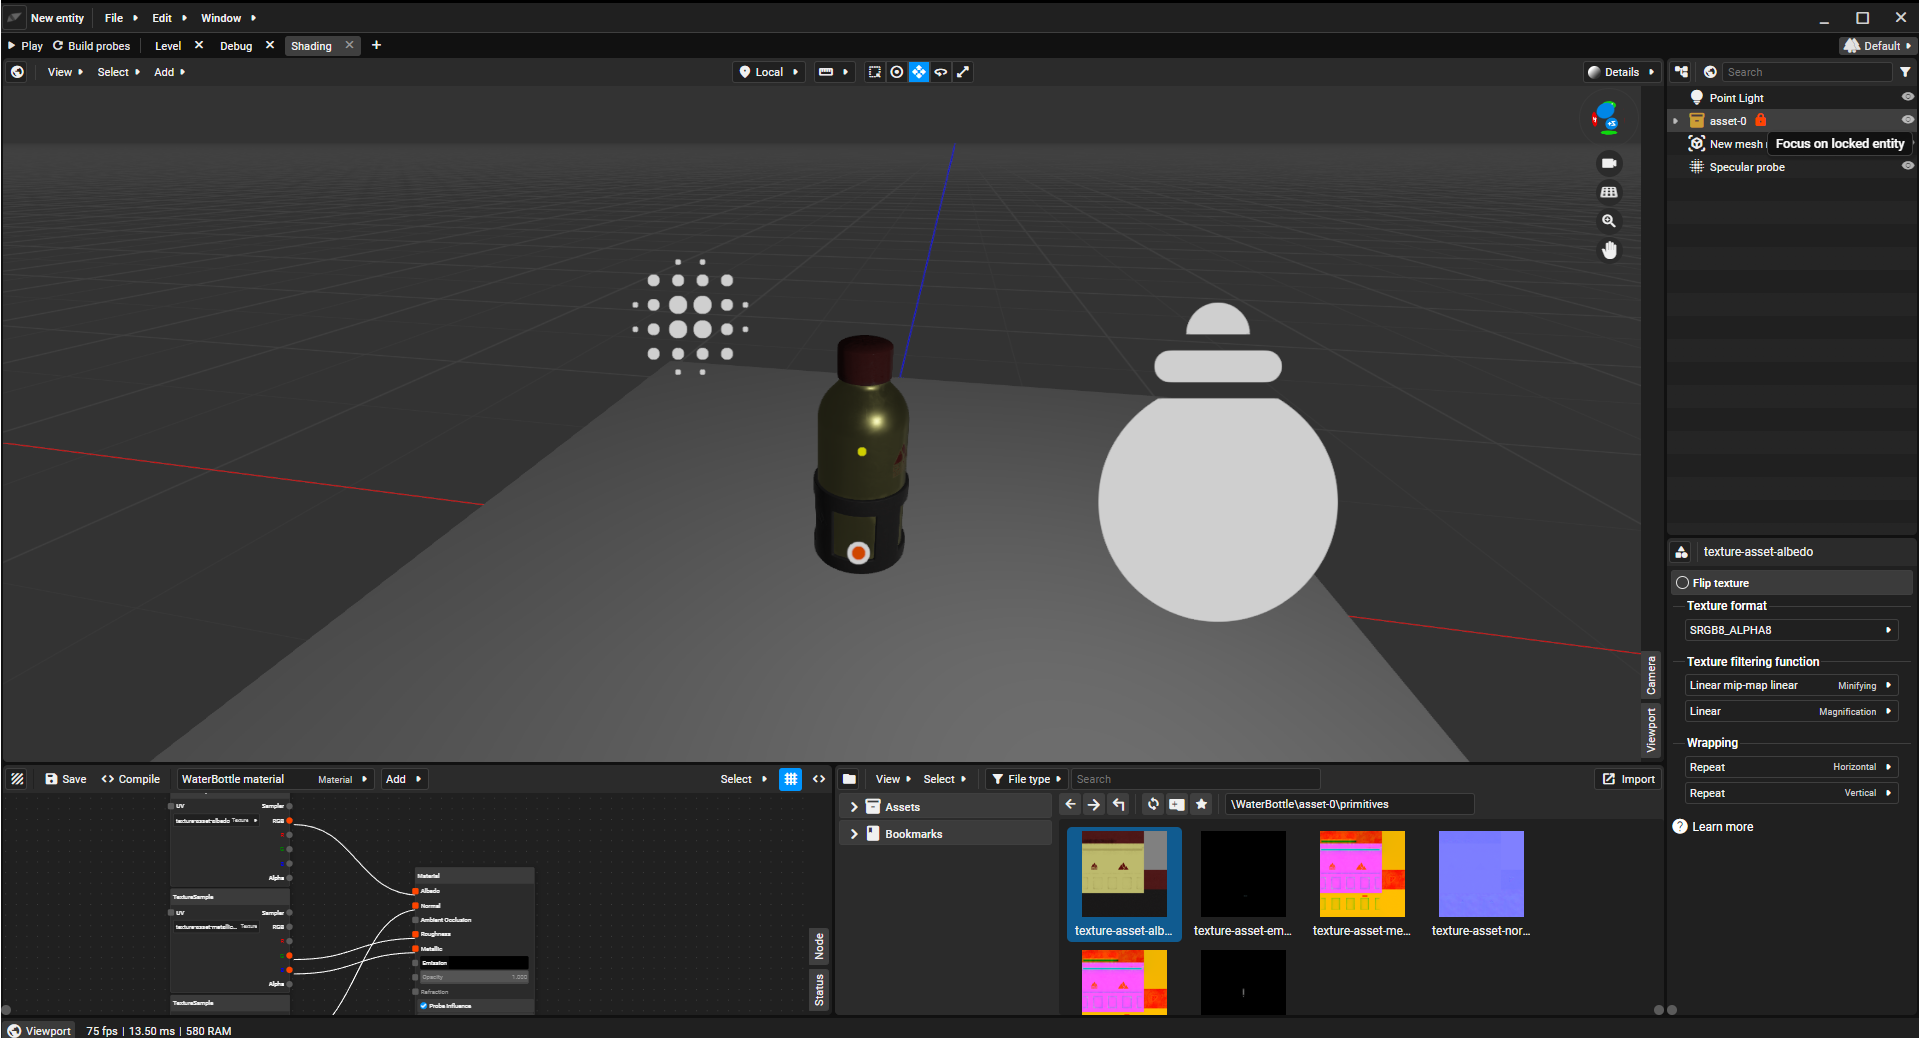 New entity File Edit Window
Play Build probes Level Debug Shading Default
View Select Add Local Details Search
Point Light
asset-0
New mesh
Focus on locked entity
Specular probe
Camera
Viewport
texture-asset-albedo
Flip texture
Texture format
SRGB8_ALPHA8
Texture filtering function
Linear mip-map linear Minifying
Linear Magnification
Wrapping
Repeat Horizontal
Repeat Vertical
? Learn more
Save Compile WaterBottle material Material Add Select
UV Sampler
texture-asset-albedo Texture RGB
G
Alpha
TextureSample
UV Sampler
texture-asset-metallic... Texture RGB
Alpha
TextureSample
Material
Albedo
Normal
Ambient Occlusion
Roughness
Metallic
Emission
Opacity 1.000
Refraction
Probe Influence
Node
Status
View Select File type Search Import
Assets
Bookmarks
\WaterBottle\asset-0\primitives
texture-asset-alb... texture-asset-em... texture-asset-me... texture-asset-nor...
Viewport 75 fps | 13.50 ms | 580 RAM